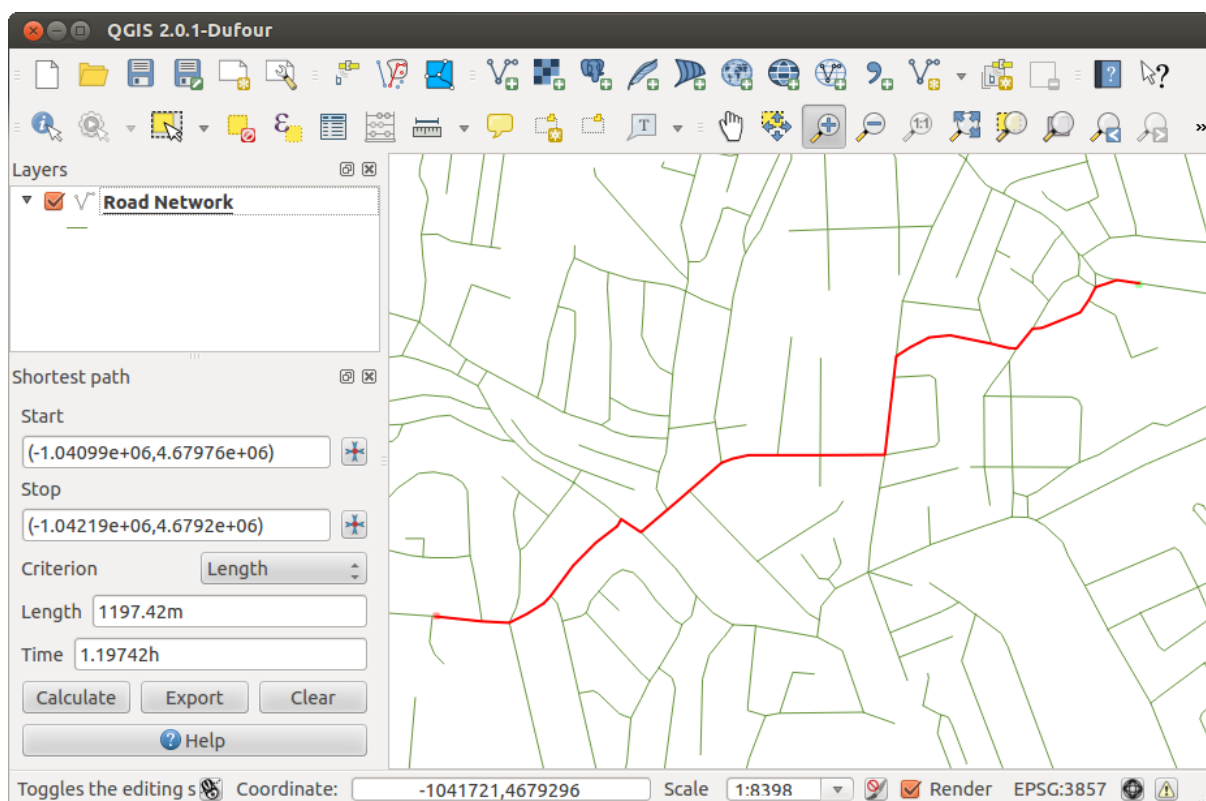 QGIS 2.0.1-Dufour
1:1
T
»
Layers
Road Network
Shortest path
Start
(-1.04099e+06,4.67976e+06)
Stop
(-1.04219e+06,4.6792e+06)
Criterion Length
Length 1197.42m
Time 1.19742h
Calculate Export Clear
Help
Toggles the editing s Coordinate: -1041721,4679296 Scale 1:8398 Render EPSG:3857